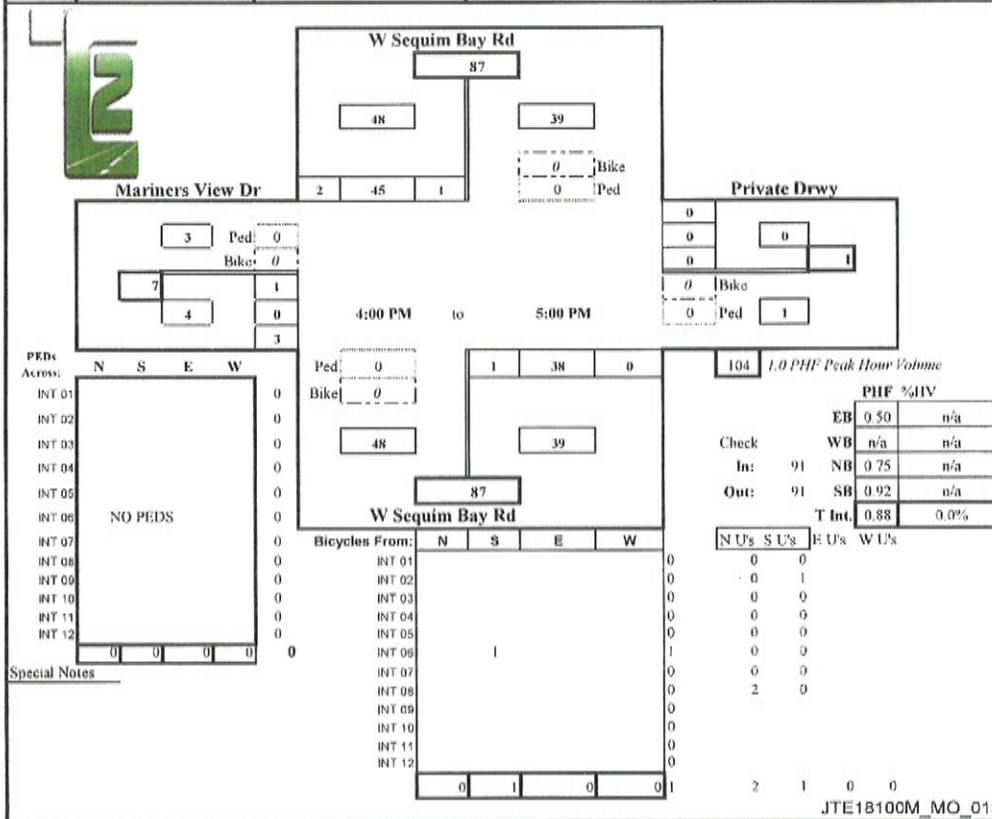 W Sequim Bay Rd
87
48 39
0 Bike
0 Ped
2 45 1
Mariners View Dr
Private Drwy
3 Ped 0
Bike 0
7 1
4 0
3
0
0 0
0 1
0 Bike
0 Ped 1
4:00 PM to 5:00 PM
Ped 0
Bike 0
1 38 0
48 39
87
W Sequim Bay Rd
104 1.0 PHF Peak Hour Volume
PHF %HV
EB 0.50 n/a
Check WB n/a n/a
In: 91 NB 0.75 n/a
Out: 91 SB 0.92 n/a
T Int. 0.88 0.0%
PEDs
Across: N S E W
INT 01 0
INT 02 0
INT 03 0
INT 04 0
INT 05 0
INT 06 NO PEDS 0
INT 07 0
INT 08 0
INT 09 0
INT 10 0
INT 11 0
INT 12 0
0 0 0 0 0
Special Notes
Bicycles From: N S E W N U's S U's E U's W U's
INT 01 0 0 0
INT 02 0 0 1
INT 03 0 0 0
INT 04 0 0 0
INT 05 0 0 0
INT 06 1 1 0 0
INT 07 0 0 0
INT 08 0 2 0
INT 09 0
INT 10 0
INT 11 0
INT 12 0
0 1 0 0 1 2 1 0 0
JTE18100M_MO_01